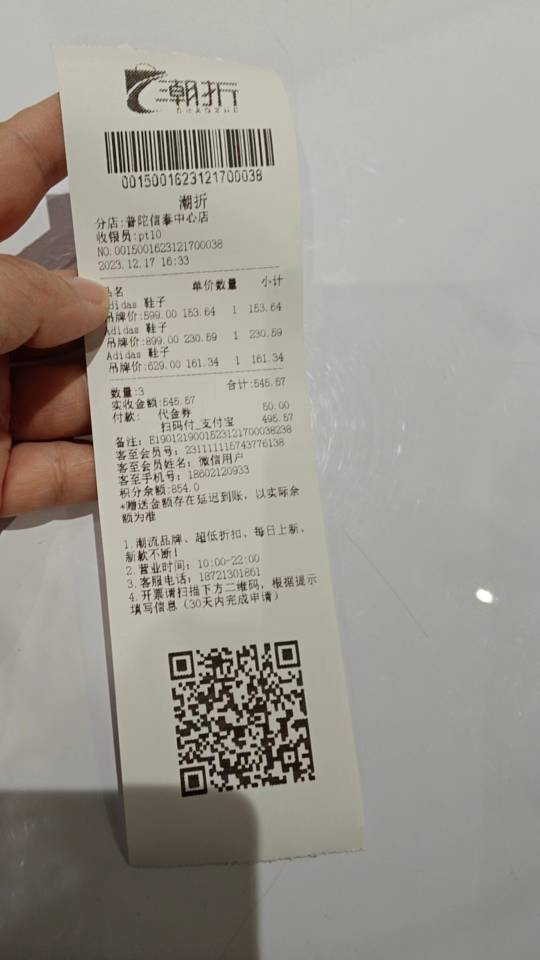 潮折
CHAOZHE
0015001623121700038
潮折
分店:普陀信泰中心店
收银员:pt10
NO.0015001623121700038
2023.12.17 16:33
品名 单价数量 小计
Adidas 鞋子
吊牌价:599.00 153.64 1 153.64
Adidas 鞋子
吊牌价:899.00 230.59 1 230.59
Adidas 鞋子
吊牌价:629.00 161.34 1 161.34
数量:3 合计:545.57
实收金额:545.57
付款: 代金券 50.00
扫码付_支付宝 495.57
备注: E1901219001523121700038238
客至会员号: 231111115743776138
客至会员姓名: 微信用户
客至手机号: 18602120933
积分余额:854.0
*赠送金额存在延迟到账，以实际余
额为准
1.潮流品牌、超低折扣、每日上新、
新款不断!
2.营业时间: 10:00-22:00
3.客服电话: 18721301861
4.开票请扫描下方二维码，根据提示
填写信息（30天内完成申请）